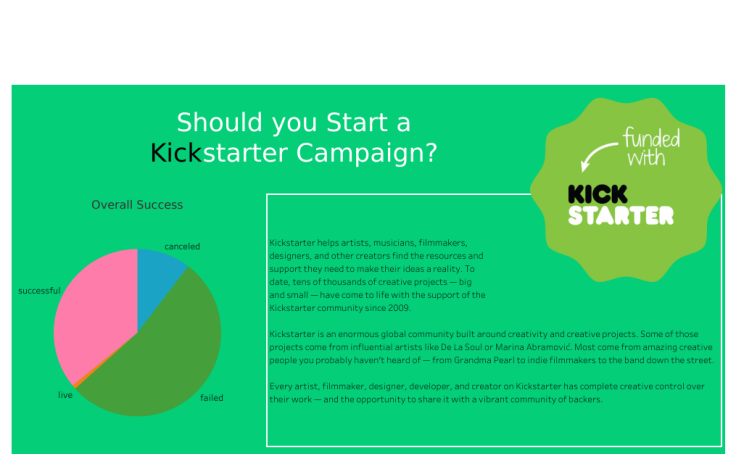 Should you Start a
Kickstarter Campaign?
funded
with
KICK
STARTER
Overall Success
canceled
successful
live
failed
Kickstarter helps artists, musicians, filmmakers,
designers, and other creators find the resources and
support they need to make their ideas a reality. To
date, tens of thousands of creative projects — big
and small — have come to life with the support of the
Kickstarter community since 2009.
Kickstarter is an enormous global community built around creativity and creative projects. Some of those
projects come from influential artists like De La Soul or Marina Abramović. Most come from amazing creative
people you probably haven't heard of — from Grandma Pearl to indie filmmakers to the band down the street.
Every artist, filmmaker, designer, developer, and creator on Kickstarter has complete creative control over
their work — and the opportunity to share it with a vibrant community of backers.